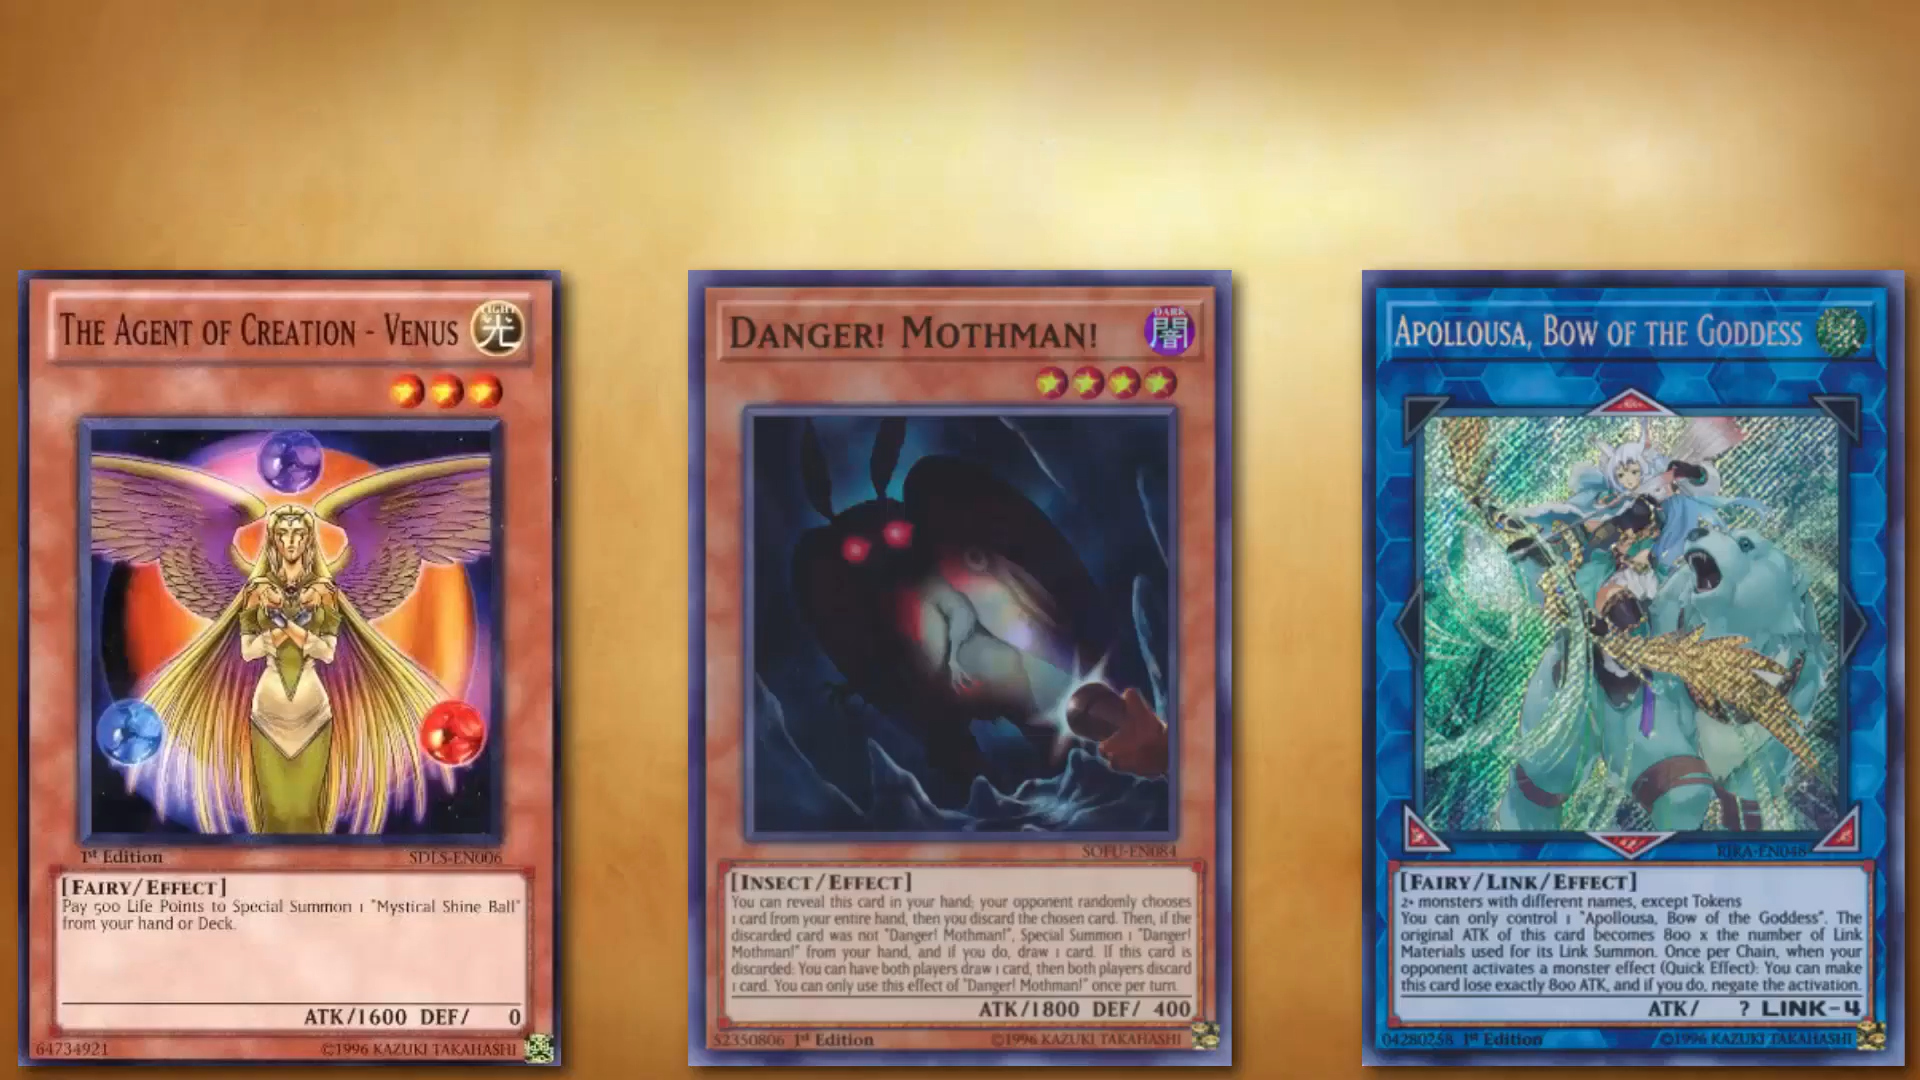 THE AGENT OF CREATION - VENUS
LIGHT
光
1st Edition
SDLS-EN006
[FAIRY/EFFECT]
Pay 500 Life Points to Special Summon 1 "Mystical Shine Ball"
from your hand or Deck.
ATK/1600 DEF/ 0
64734921
©1996 KAZUKI TAKAHASHI
DANGER! MOTHMAN!
DARK
闇
SOFU-EN084
[INSECT/EFFECT]
You can reveal this card in your hand; your opponent randomly chooses
1 card from your entire hand, then you discard the chosen card. Then, if the
discarded card was not "Danger! Mothman!", Special Summon 1 "Danger!
Mothman!" from your hand, and if you do, draw 1 card. If this card is
discarded: You can have both players draw 1 card, then both players discard
1 card. You can only use this effect of "Danger! Mothman!" once per turn.
ATK/1800 DEF/ 400
52350806 1st Edition
©1996 KAZUKI TAKAHASHI
APOLLOUSA, BOW OF THE GODDESS
RIRA-EN048
[FAIRY/LINK/EFFECT]
2+ monsters with different names, except Tokens
You can only control 1 "Apollousa, Bow of the Goddess". The
original ATK of this card becomes 800 x the number of Link
Materials used for its Link Summon. Once per Chain, when your
opponent activates a monster effect (Quick Effect): You can make
this card lose exactly 800 ATK, and if you do, negate the activation.
ATK/ ? LINK-4
04280258 1st Edition
©1996 KAZUKI TAKAHASHI